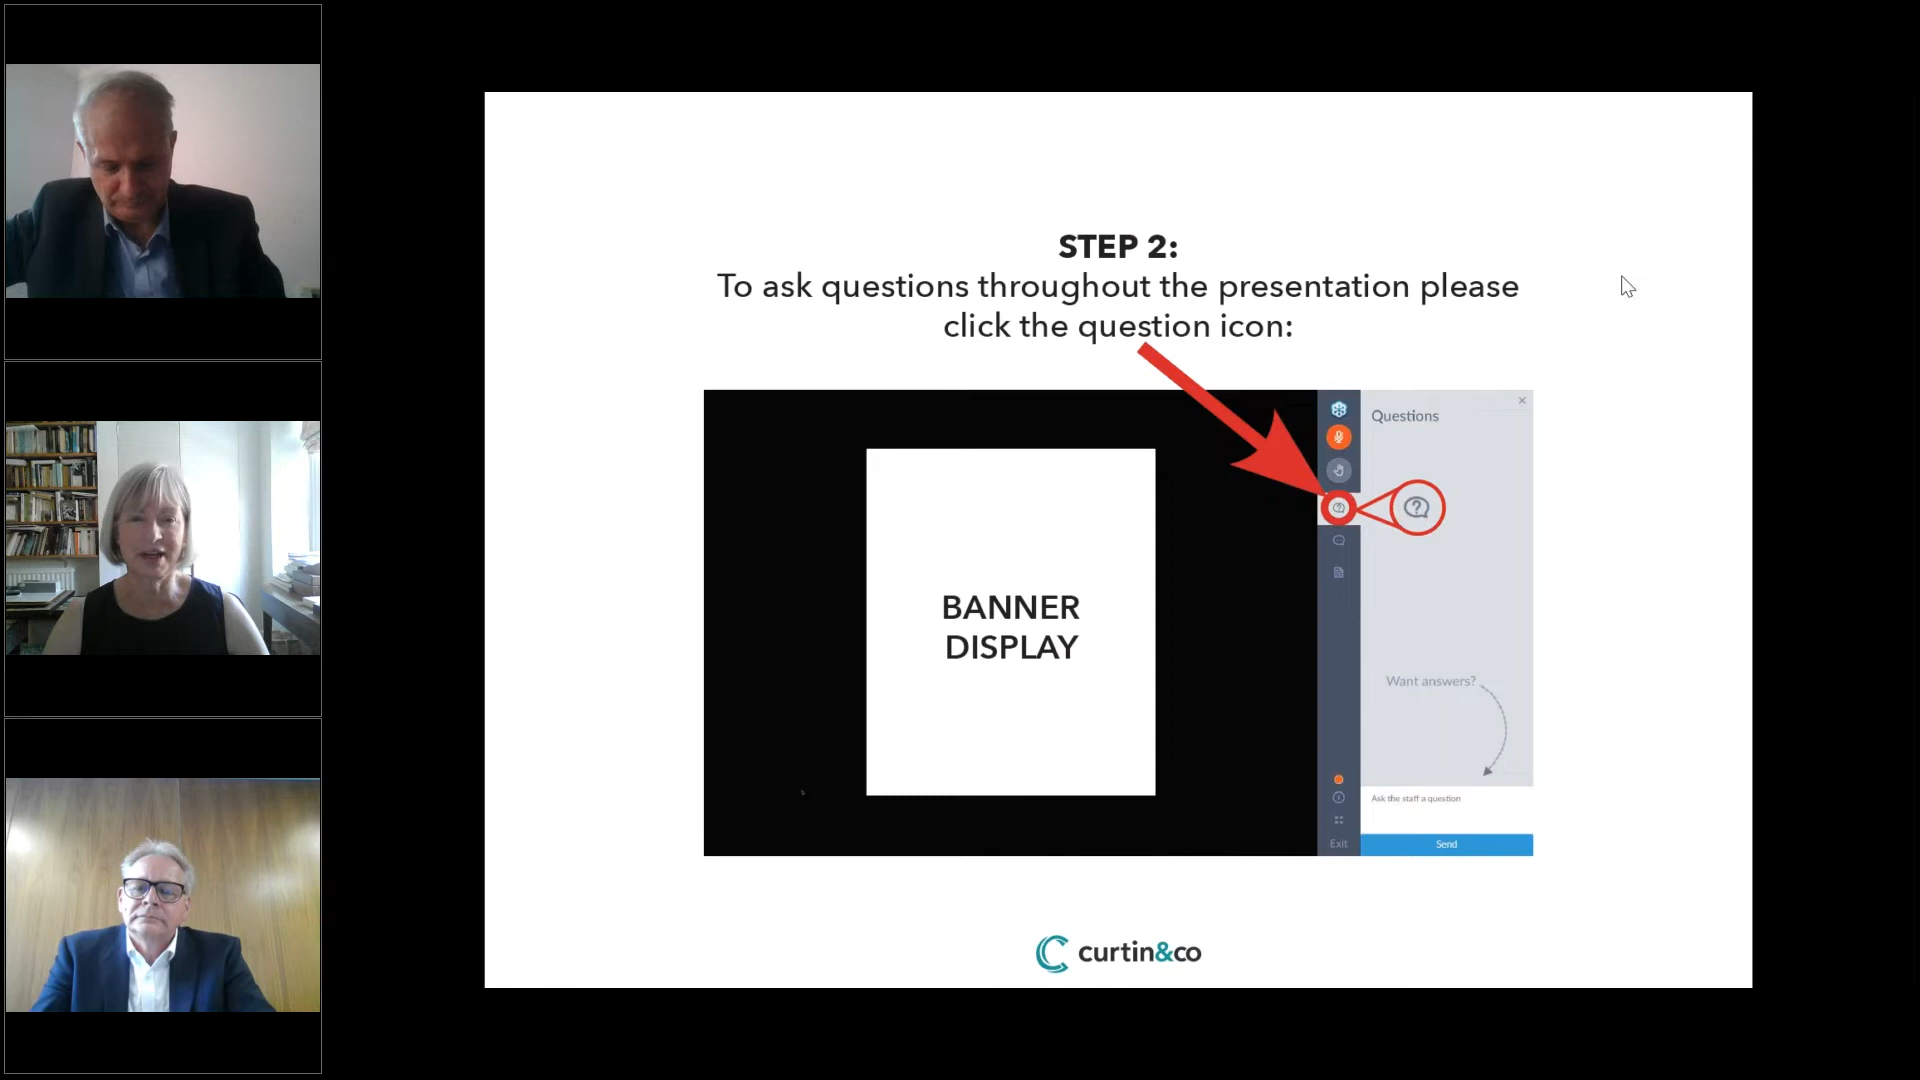 STEP 2:
To ask questions throughout the presentation please
click the question icon:
Questions
BANNER
DISPLAY
Want answers?
Ask the staff a question
Exit
Send
curtin&co